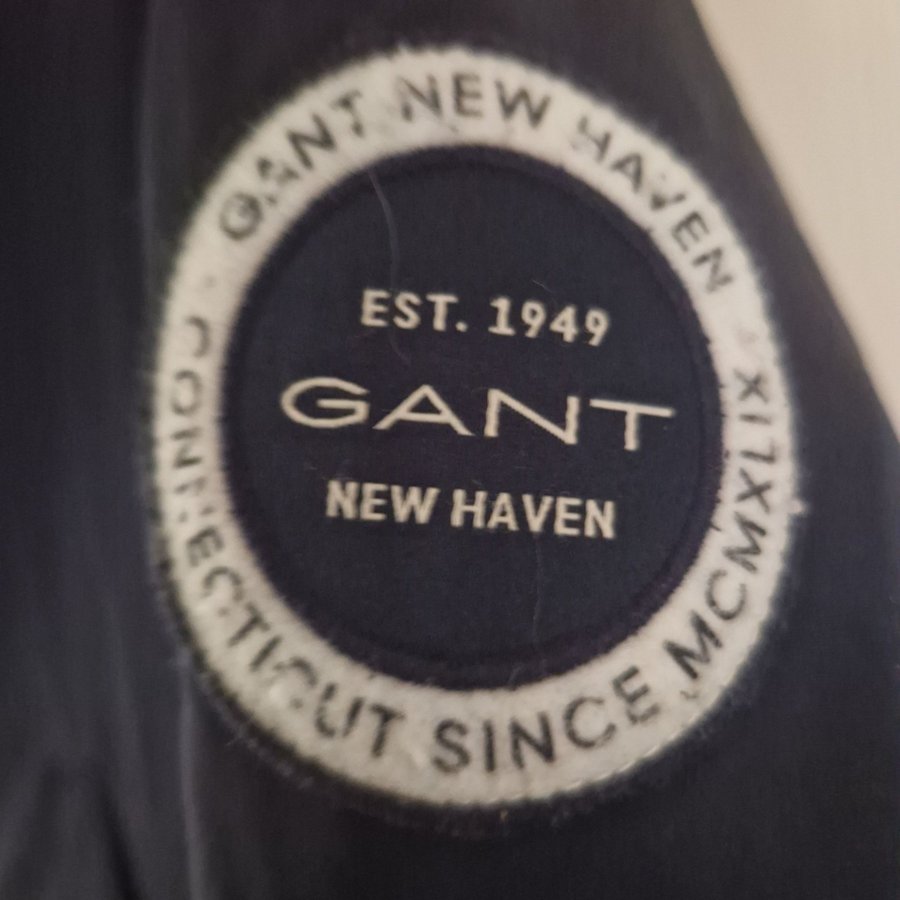 GANT NEW HAVEN
CONNECTICUT SINCE MCMXLIX
EST. 1949
GANT
NEW HAVEN